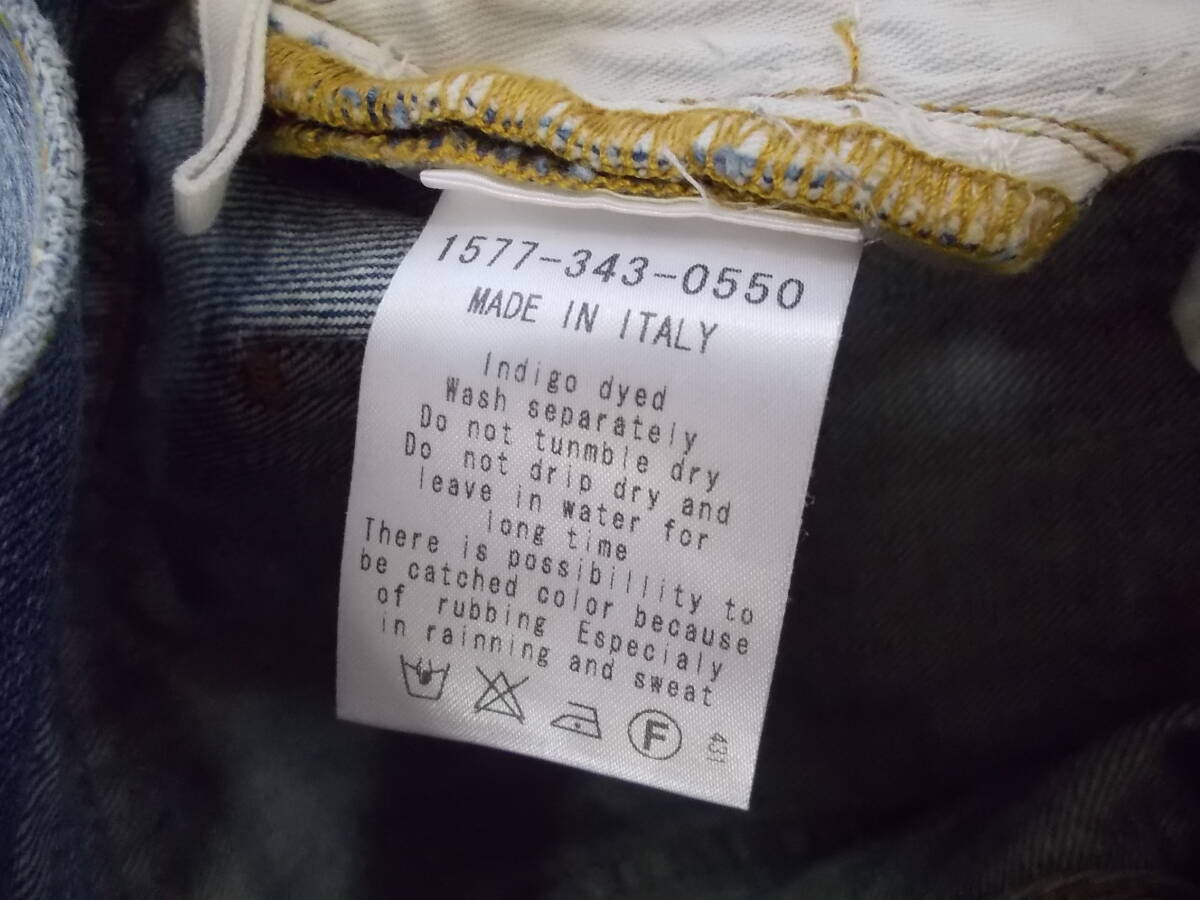 1577-343-0550
MADE IN ITALY
Indigo dyed
Wash separately
Do not tunmble dry
Do not drip dry and
leave in water for
long time
There is possibillity to
be catched color because
of rubbing Especialy
in rainning and sweat
F